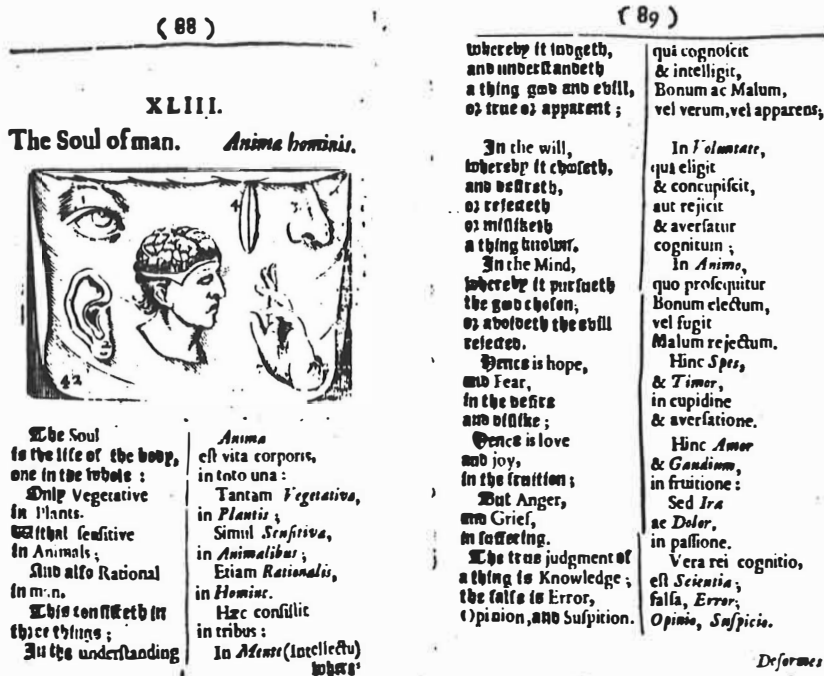 (88)
XLIII.
The Soul of man. Anima hominis.
1
4
42
The Soul
is the life of the body,
one in the whole:
Only Vegetative
in Plants.
Withal sensitive
in Animals;
And also Rational
in man.
This consisteth in
three things;
In the understanding
Anima
est vita corporis,
in toto una:
Tantam Vegetativa,
in Plantis;
Simul Sensitiva,
in Animalibus;
Etiam Rationalis,
in Homine.
Hæc consistit
in tribus:
In Mente (Intellectu)
where-
(89)
whereby it iudgeth,
and understandeth
a thing good and evill,
or true or apparent;
In the will,
whereby it chooseth,
and desireth,
or rejecteth
or misliketh
a thing known.
In the Mind,
whereby it pursueth
the good chosen;
or avoideth the evill
rejected.
Hence is hope,
and Fear,
in the desire
and dislike;
Hence is love
and joy,
in the fruition;
But Anger,
and Grief,
in suffering.
The true judgment of
a thing is Knowledge;
the false is Error,
Opinion, and Suspition.
qui cognoscit
& intelligit,
Bonum ac Malum,
vel verum, vel apparens;
In Voluntate,
qua eligit
& concupiscit,
aut rejicit
& aversatur
cognitum;
In Animo,
quo prosequitur
Bonum electum,
vel fugit
Malum rejectum.
Hinc Spes,
& Timor,
in cupidine
& aversatione.
Hinc Amor
& Gaudium,
in fruitione:
Sed Ira
ac Dolor,
in passione.
Vera rei cognitio,
est Scientia;
falsa, Error;
Opinio, Suspicio.
Deformes